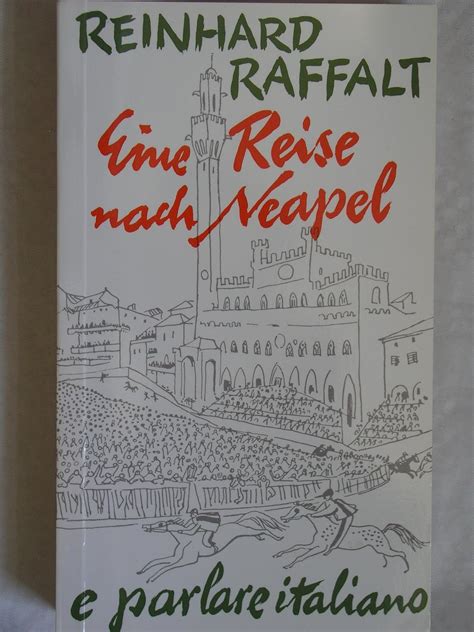 REINHARD
RAFFALT
Eine Reise
nach Neapel
e parlare italiano